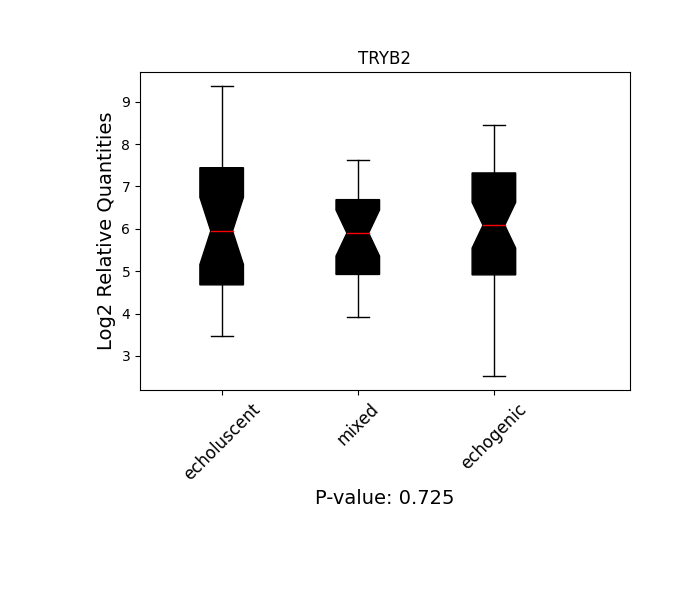 TRYB2
Log2 Relative Quantities
9
8
7
6
5
4
3
echoluscent
mixed
echogenic
P-value: 0.725